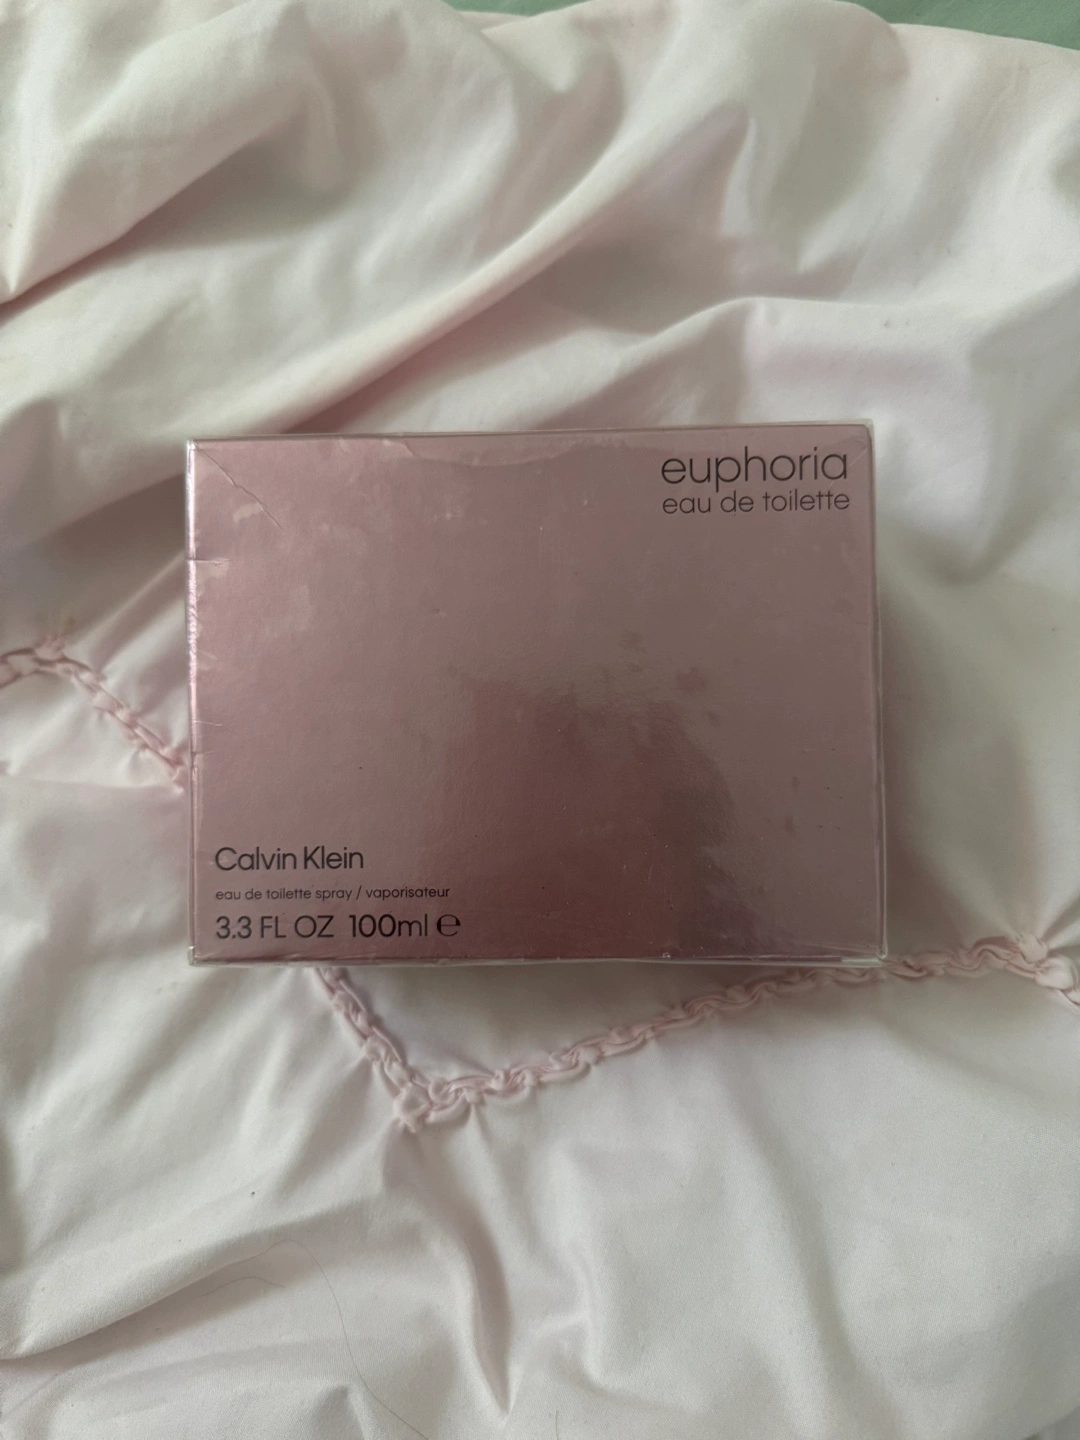 euphoria
eau de toilette
Calvin Klein
eau de toilette spray / vaporisateur
3.3 FL OZ 100ml ℮